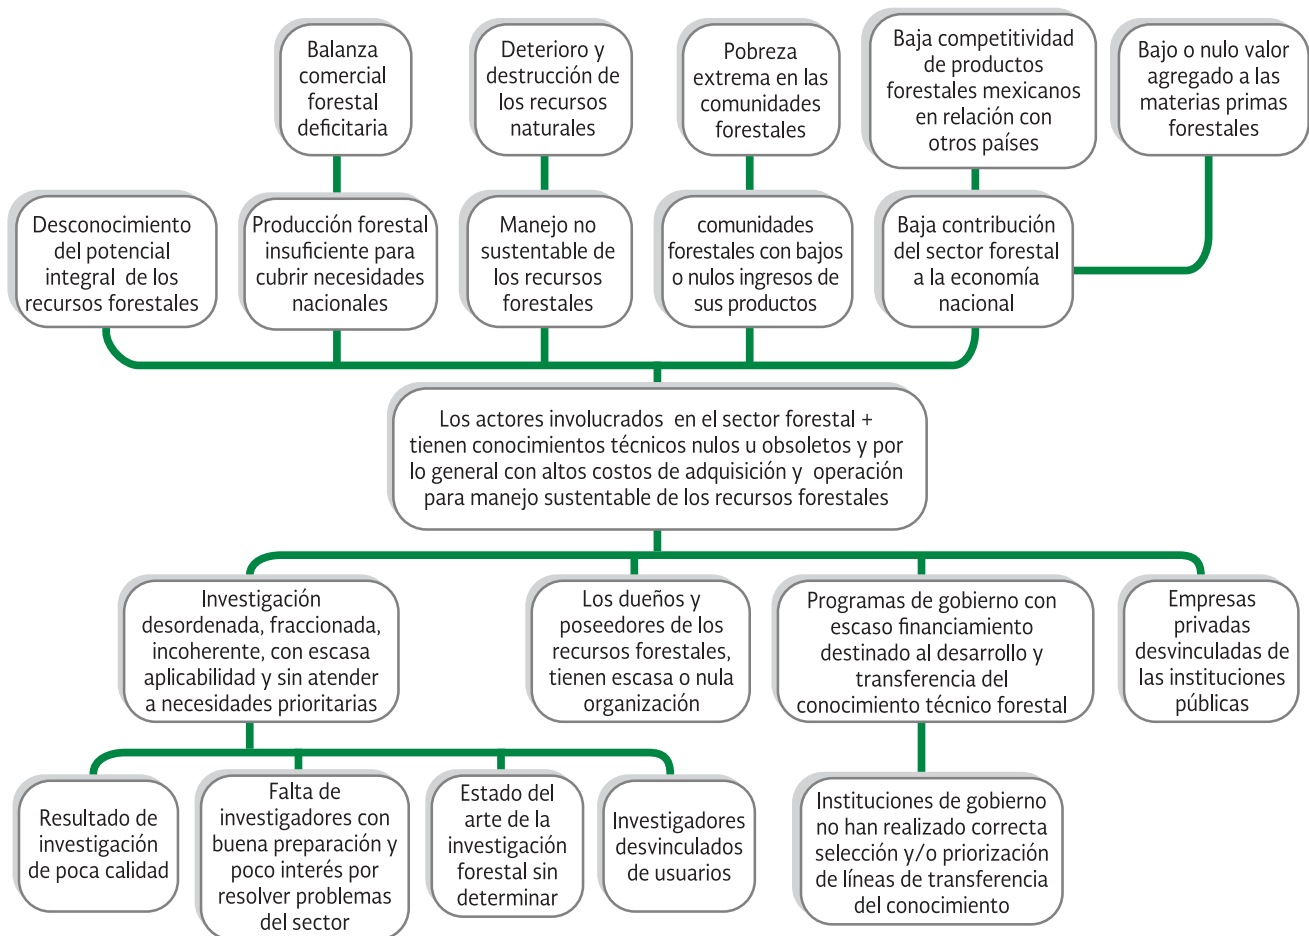 Balanza
comercial
forestal
deficitaria
Deterioro y
destrucción de
los recursos
naturales
Pobreza
extrema en las
comunidades
forestales
Baja competitividad
de productos
forestales mexicanos
en relación con
otros países
Bajo o nulo valor
agregado a las
materias primas
forestales
Desconocimiento
del potencial
integral de los
recursos forestales
Producción forestal
insuficiente para
cubrir necesidades
nacionales
Manejo no
sustentable de
los recursos
forestales
comunidades
forestales con bajos
o nulos ingresos de
sus productos
Baja contribución
del sector forestal
a la economía
nacional
Los actores involucrados en el sector forestal +
tienen conocimientos técnicos nulos u obsoletos y por
lo general con altos costos de adquisición y operación
para manejo sustentable de los recursos forestales
Investigación
desordenada, fraccionada,
incoherente, con escasa
aplicabilidad y sin atender
a necesidades prioritarias
Los dueños y
poseedores de los
recursos forestales,
tienen escasa o nula
organización
Programas de gobierno con
escaso financiamiento
destinado al desarrollo y
transferencia del
conocimiento técnico forestal
Empresas
privadas
desvinculadas de
las instituciones
públicas
Resultado de
investigación
de poca calidad
Falta de
investigadores con
buena preparación y
poco interés por
resolver problemas
del sector
Estado del
arte de la
investigación
forestal sin
determinar
Investigadores
desvinculados
de usuarios
Instituciones de gobierno
no han realizado correcta
selección y/o priorización
de líneas de transferencia
del conocimiento